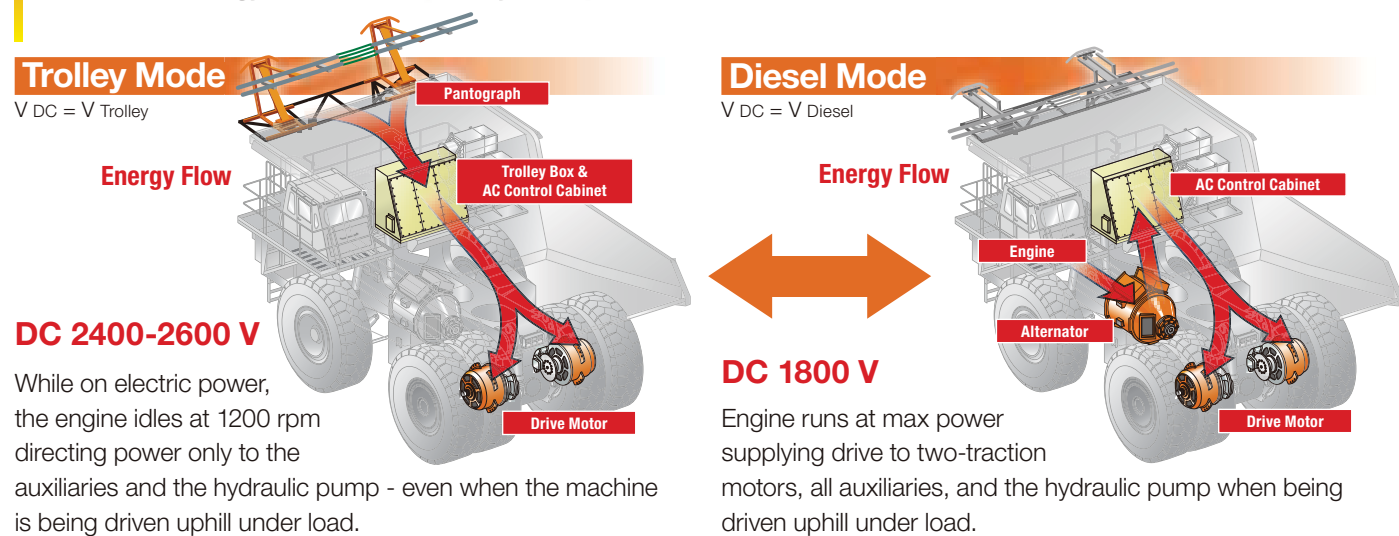 Trolley Mode
V DC = V Trolley
Pantograph
Energy Flow
Trolley Box &
AC Control Cabinet
DC 2400-2600 V
While on electric power,
the engine idles at 1200 rpm
directing power only to the
auxiliaries and the hydraulic pump - even when the machine
is being driven uphill under load.
Drive Motor
Diesel Mode
V DC = V Diesel
Energy Flow
AC Control Cabinet
Engine
Alternator
DC 1800 V
Engine runs at max power
supplying drive to two-traction
motors, all auxiliaries, and the hydraulic pump when being
driven uphill under load.
Drive Motor